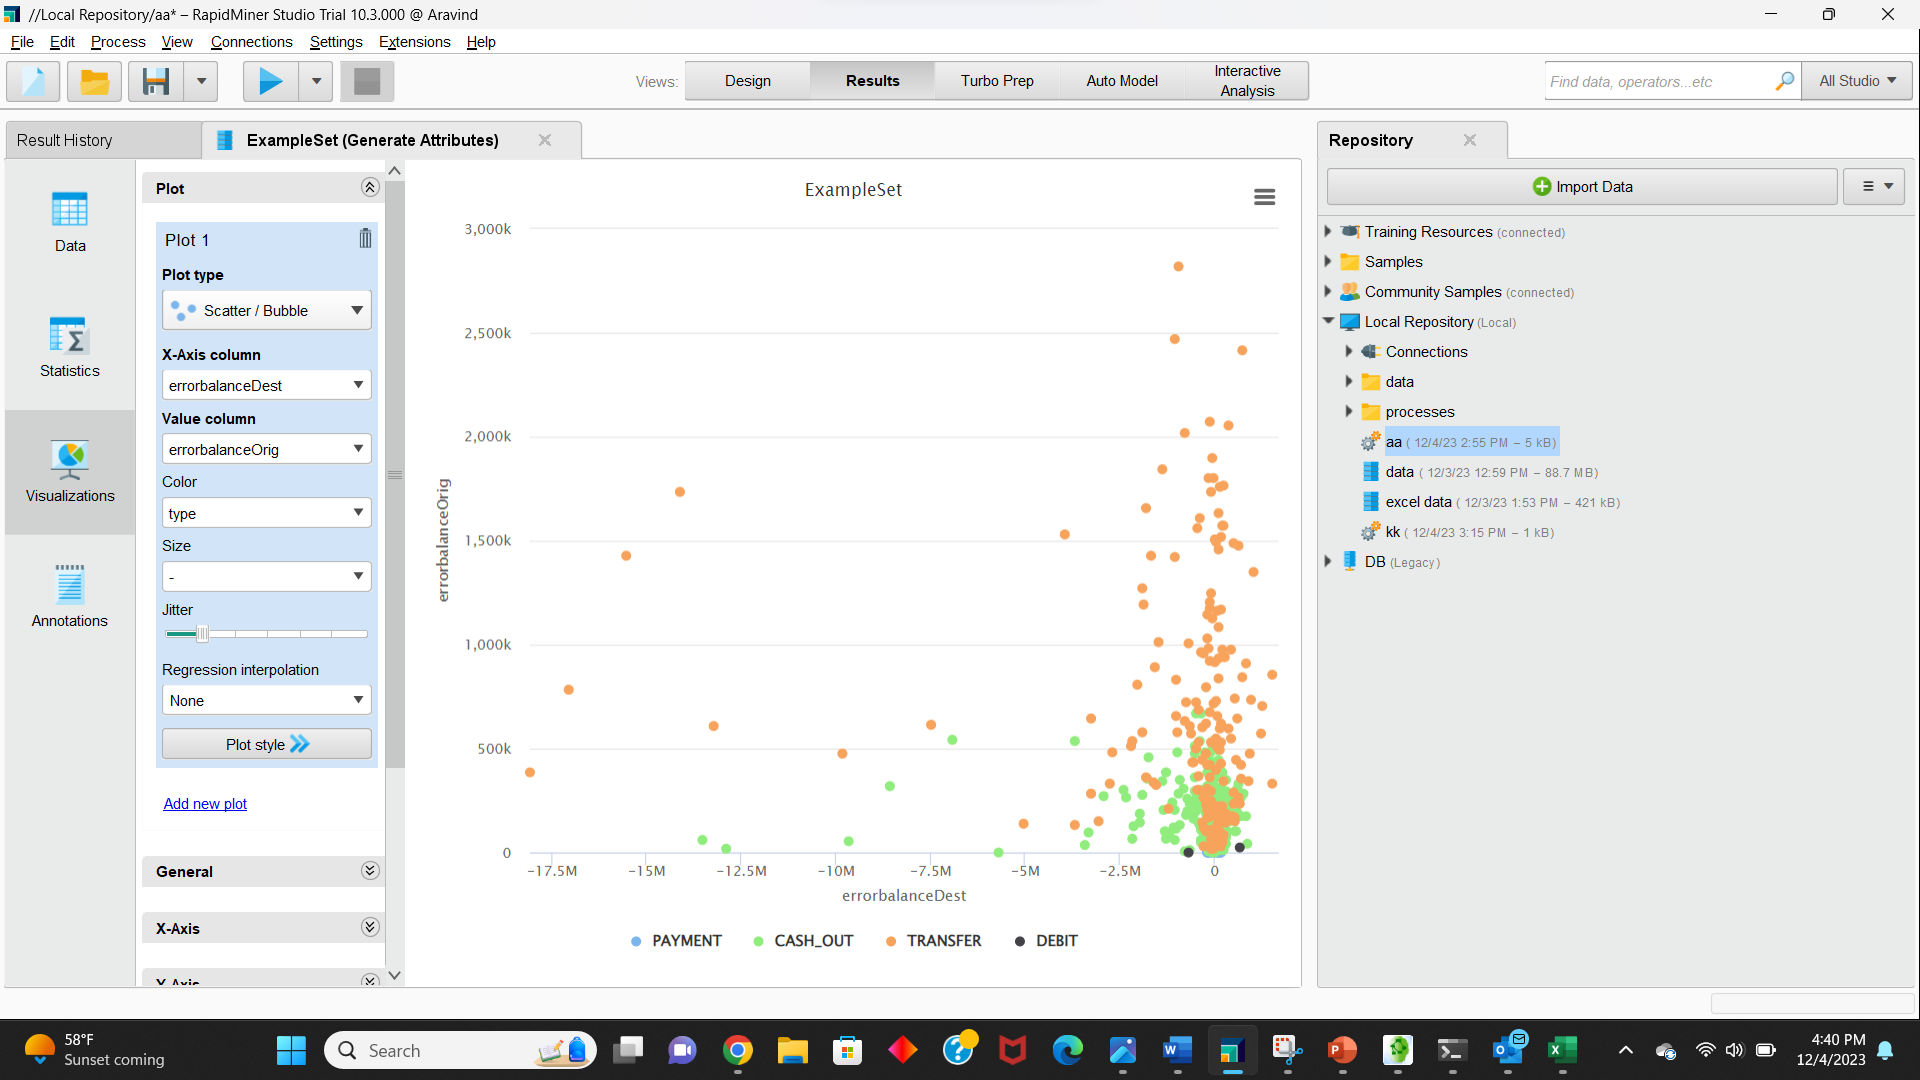 //Local Repository/aa* – RapidMiner Studio Trial 10.3.000 @ Aravind
File Edit Process View Connections Settings Extensions Help
Views: Design Results Turbo Prep Auto Model Interactive Analysis
Find data, operators...etc
All Studio
Result History
ExampleSet (Generate Attributes)
Data
Statistics
Visualizations
Annotations
Plot
Plot 1
Plot type
Scatter / Bubble
X-Axis column
errorbalanceDest
Value column
errorbalanceOrig
Color
type
Size
-
Jitter
Regression interpolation
None
Plot style
Add new plot
General
X-Axis
Y-Axis
ExampleSet
3,000k
2,500k
2,000k
1,500k
1,000k
500k
0
errorbalanceOrig
-17.5M -15M -12.5M -10M -7.5M -5M -2.5M 0
errorbalanceDest
PAYMENT CASH_OUT TRANSFER DEBIT
Repository
Import Data
Training Resources (connected)
Samples
Community Samples (connected)
Local Repository (Local)
Connections
data
processes
aa ( 12/4/23 2:55 PM – 5 kB)
data ( 12/3/23 12:59 PM – 88.7 MB)
excel data ( 12/3/23 1:53 PM – 421 kB)
kk ( 12/4/23 3:15 PM – 1 kB)
DB (Legacy)
58°F
Sunset coming
Search
4:40 PM
12/4/2023